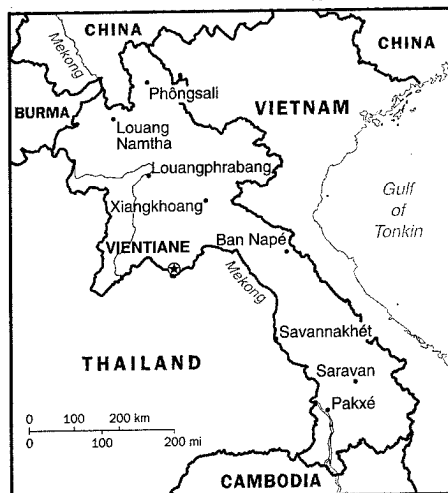 CHINA
CHINA
Mekong
Phôngsali
BURMA
VIETNAM
Louang
Namtha
Louangphrabang
Gulf
of
Tonkin
Xiangkhoang
VIENTIANE
Ban Napé
Mekong
Savannakhét
THAILAND
Saravan
Pakxé
0 100 200 km
0 100 200 mi
CAMBODIA